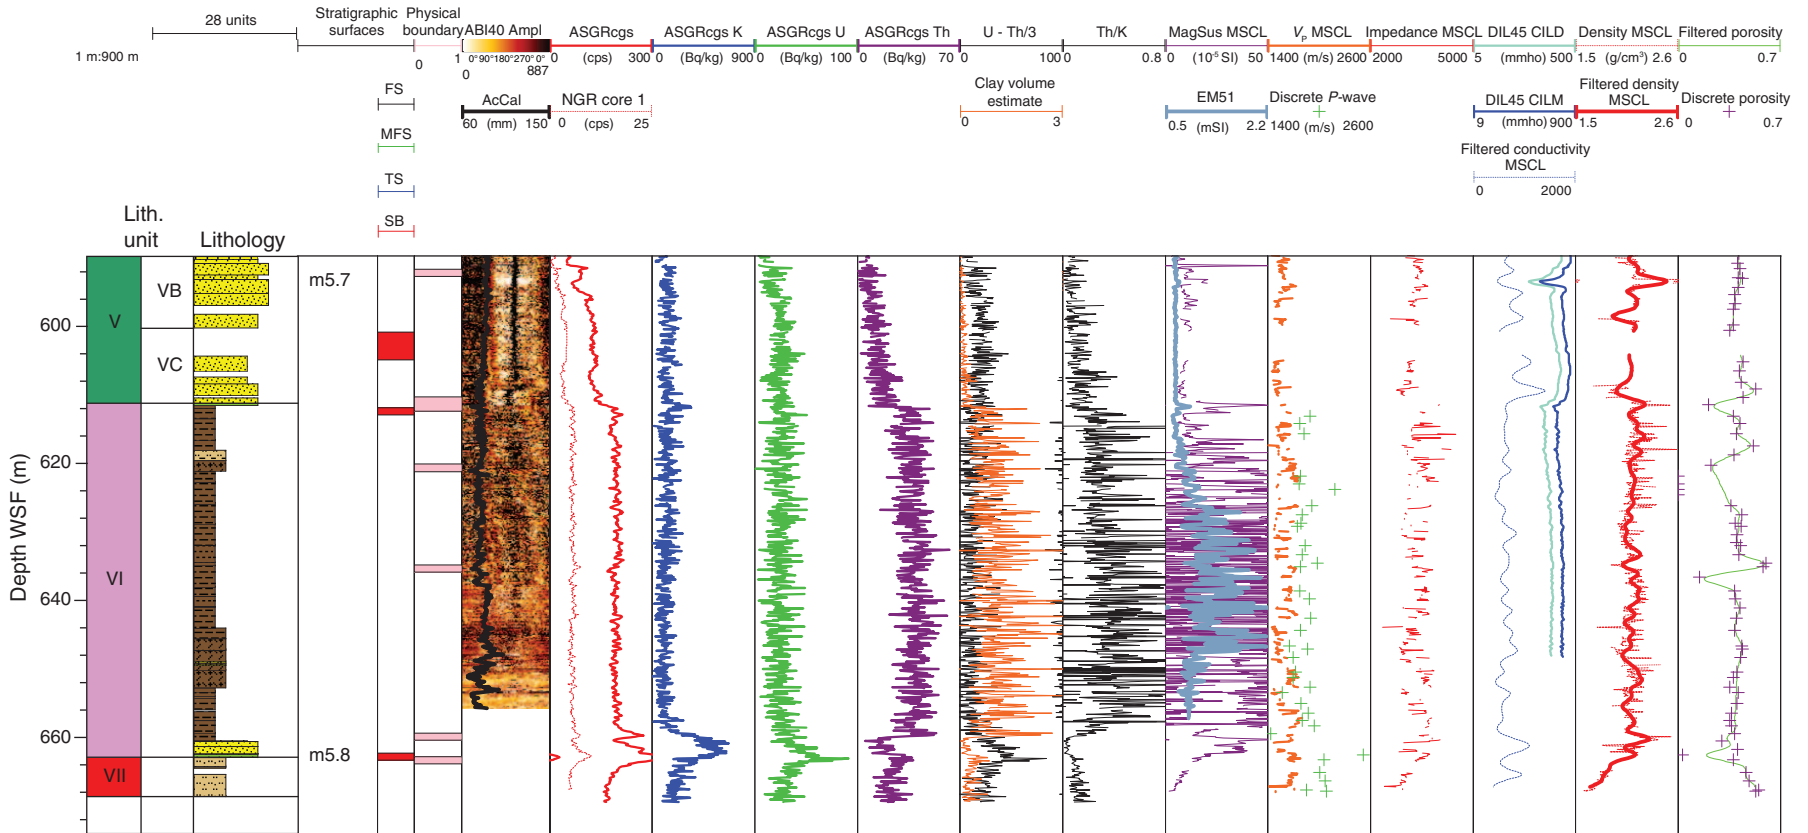 28 units
Stratigraphic
surfaces
Physical
boundary
ABI40 Ampl
ASGRcgs
ASGRcgs K
ASGRcgs U
ASGRcgs Th
U - Th/3
Th/K
MagSus MSCL
VP MSCL
Impedance MSCL
DIL45 CILD
Density MSCL
Filtered porosity
1 m:900 m
0 1
0°90°180°270° 0°
0 887
0 (cps) 300
0 (Bq/kg) 900
0 (Bq/kg) 100
0 (Bq/kg) 70
0 100
0 0.8
0 (10-5 SI) 50
1400 (m/s) 2600
2000 5000
5 (mmho) 500
1.5 (g/cm3) 2.6
0 0.7
FS
AcCal
60 (mm) 150
NGR core 1
0 (cps) 25
Clay volume
estimate
0 3
EM51
0.5 (mSI) 2.2
Discrete P-wave
1400 (m/s) 2600
DIL45 CILM
9 (mmho) 900
Filtered density
MSCL
1.5 2.6
Discrete porosity
0 0.7
MFS
Filtered conductivity
MSCL
0 2000
TS
SB
Lith.
unit
Lithology
Depth WSF (m)
600
620
640
660
V
VB
VC
VI
VII
m5.7
m5.8